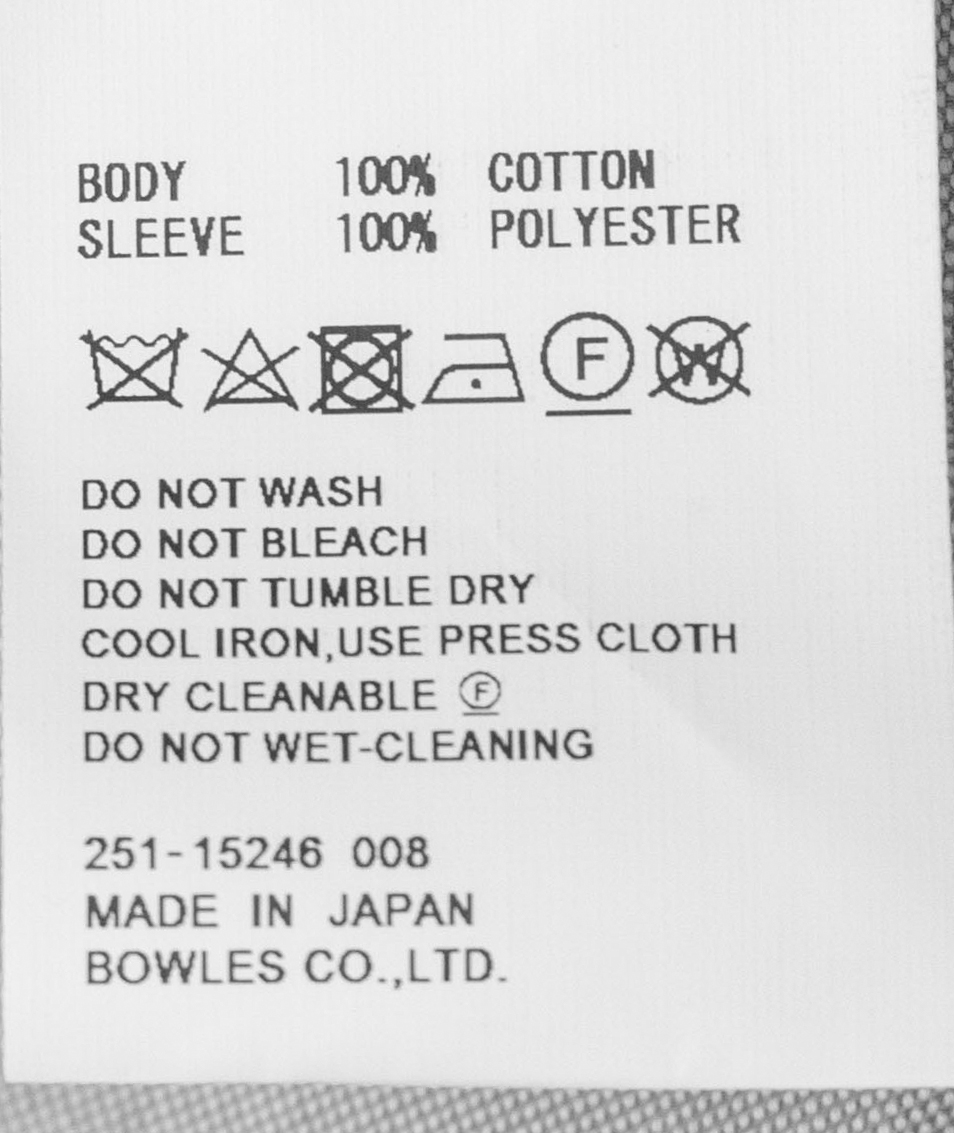 BODY 100% COTTON
SLEEVE 100% POLYESTER
F W
DO NOT WASH
DO NOT BLEACH
DO NOT TUMBLE DRY
COOL IRON,USE PRESS CLOTH
DRY CLEANABLE Ⓕ
DO NOT WET-CLEANING
251-15246 008
MADE IN JAPAN
BOWLES CO.,LTD.